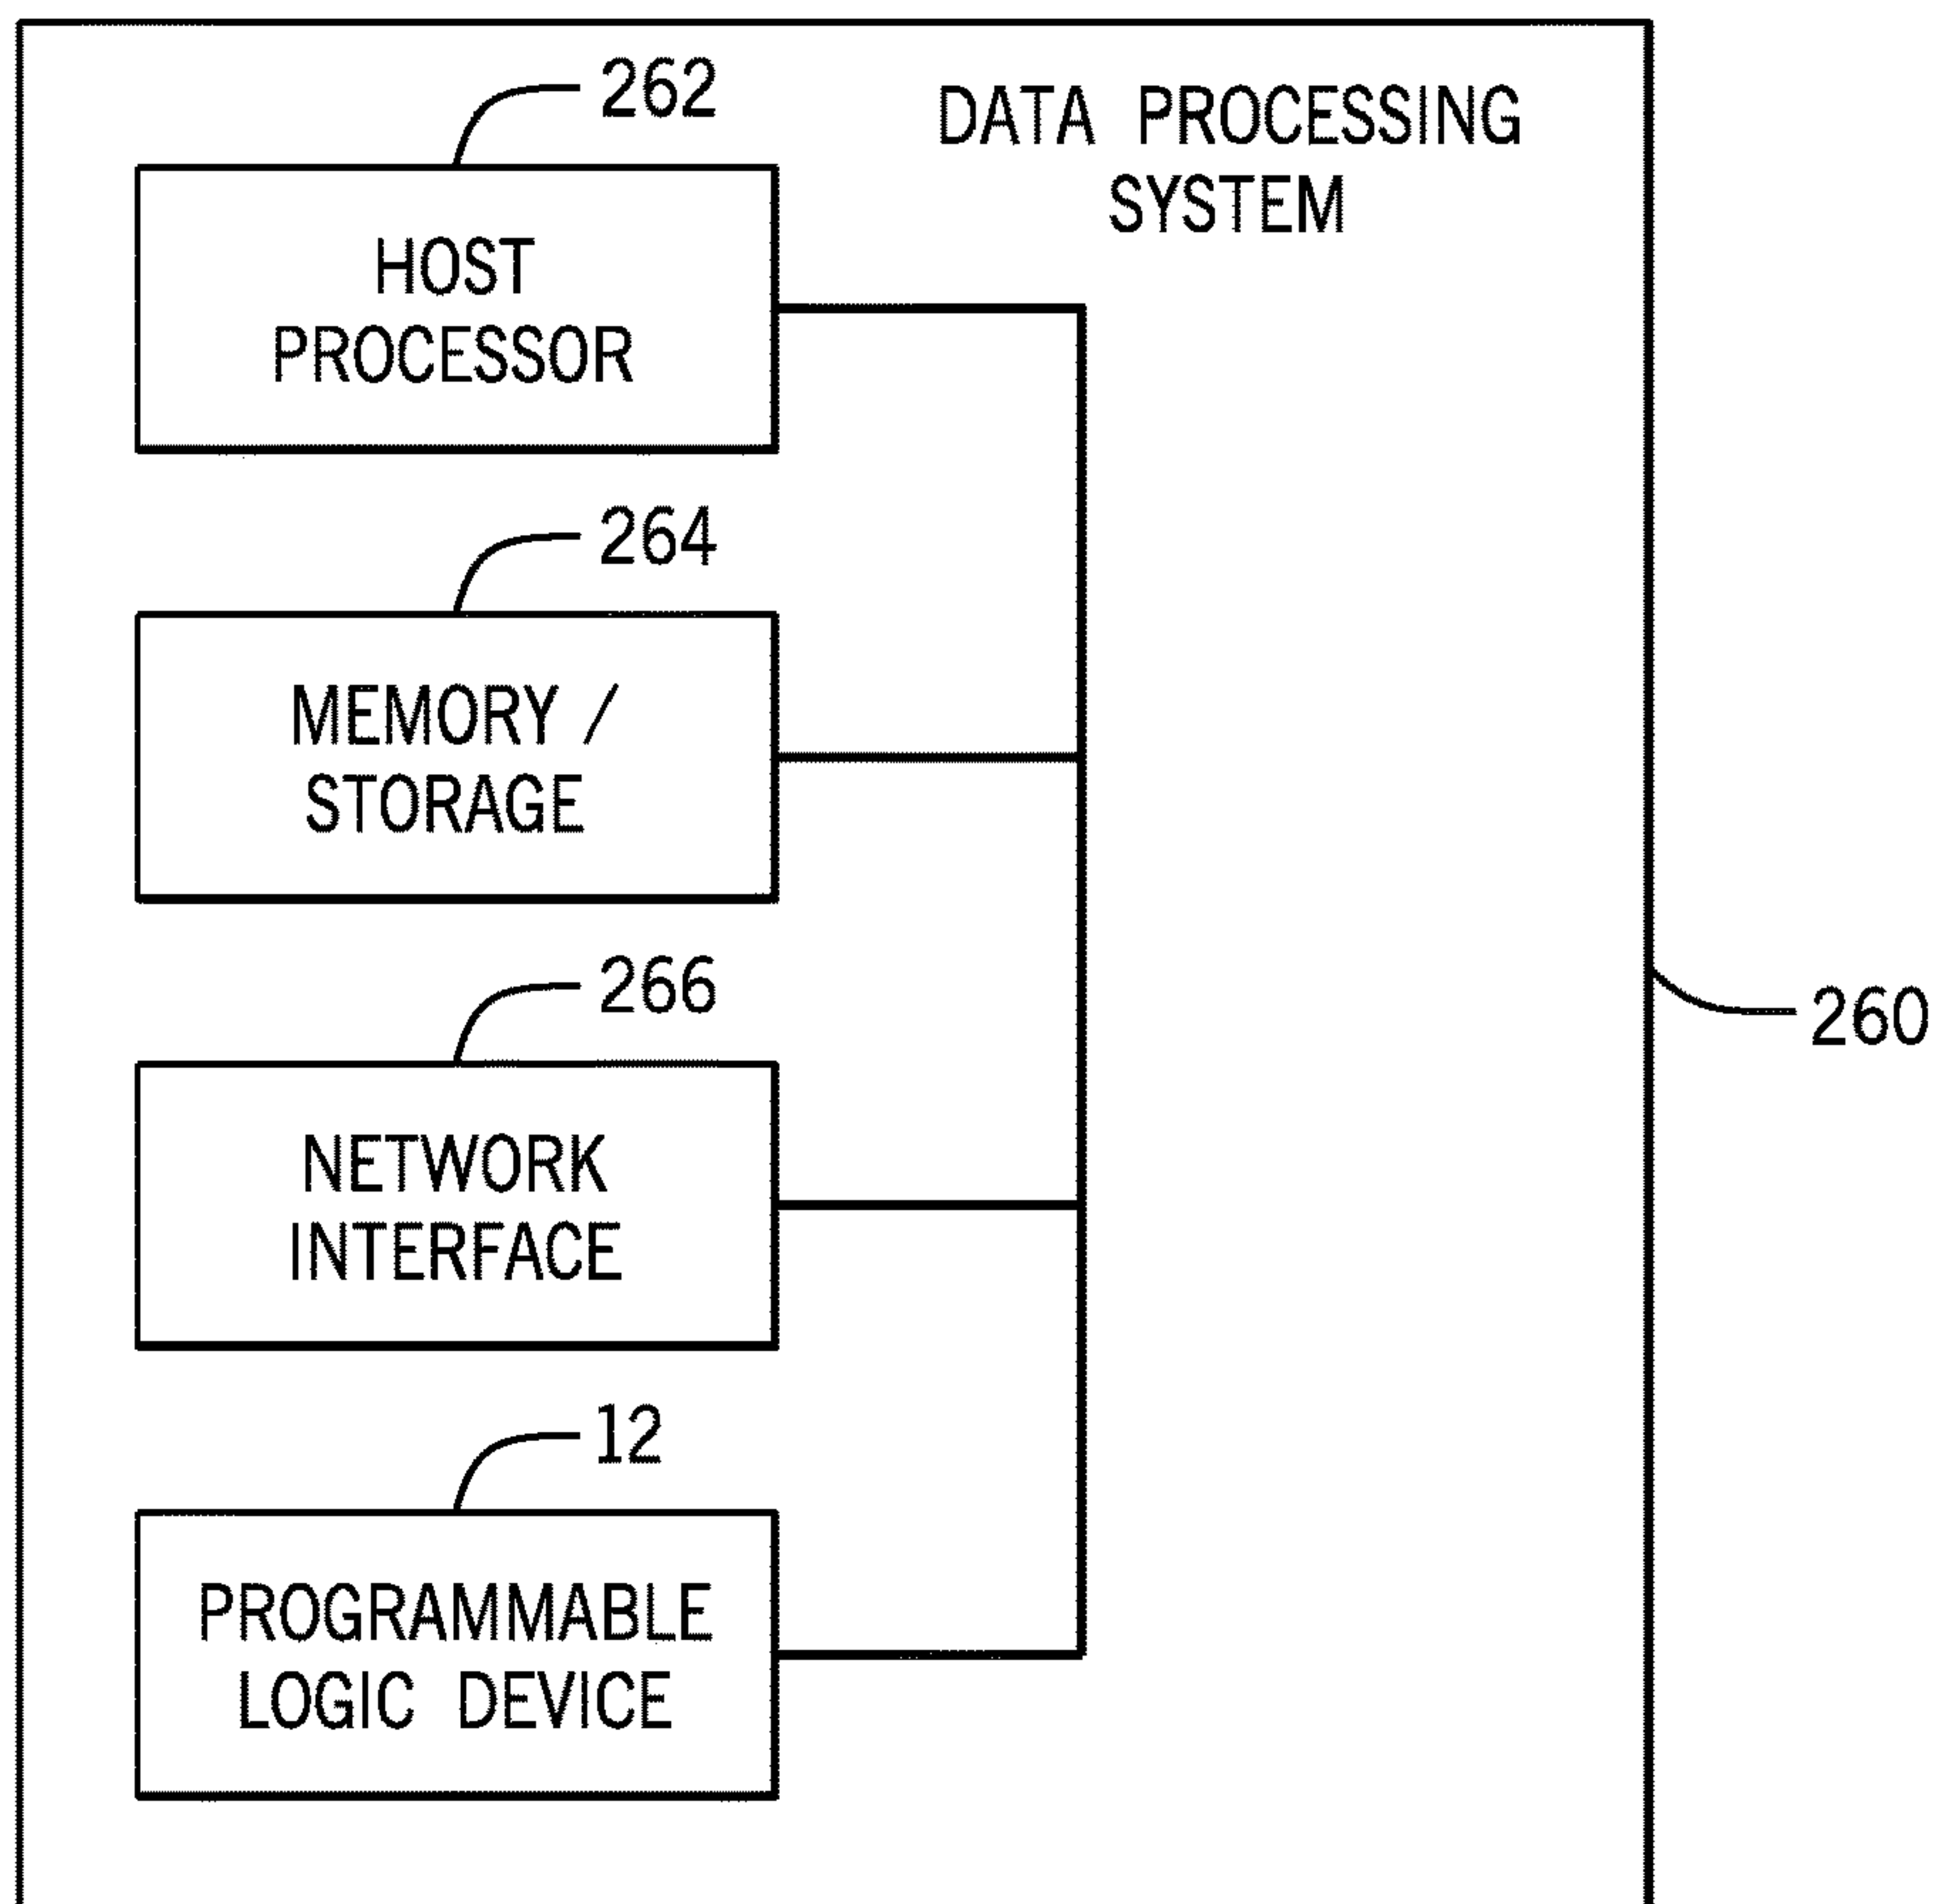 262
DATA PROCESSING
SYSTEM
HOST
PROCESSOR
264
MEMORY /
STORAGE
266
NETWORK
INTERFACE
260
12
PROGRAMMABLE
LOGIC DEVICE